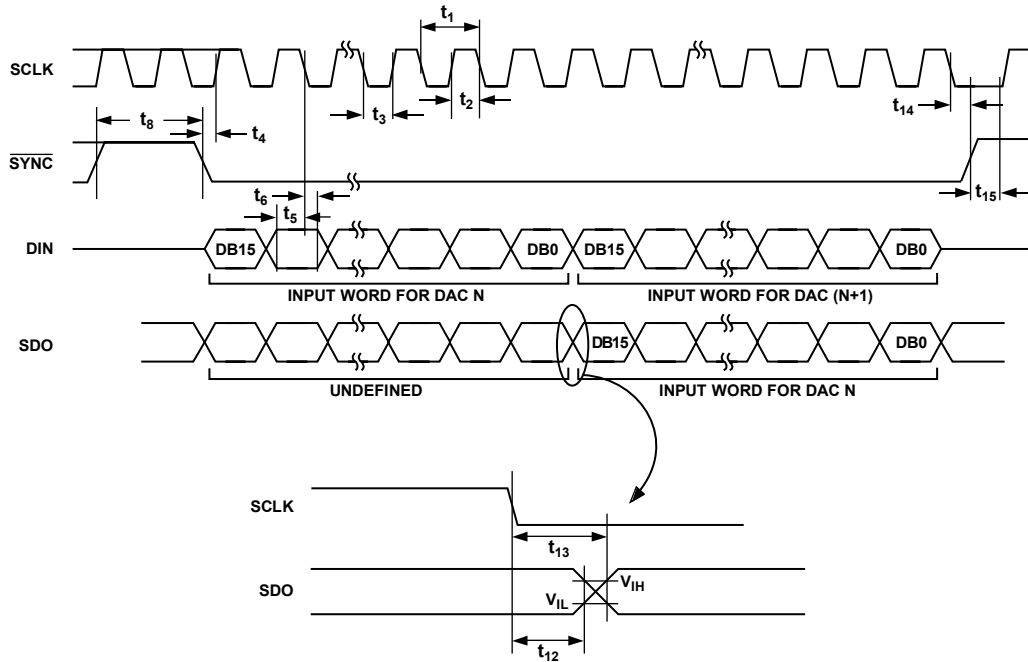 t1
SCLK
t3
t2
t14
t8
t4
SYNC
t15
t6
t5
DIN
DB15
DB0
DB15
DB0
INPUT WORD FOR DAC N
INPUT WORD FOR DAC (N+1)
SDO
DB15
DB0
UNDEFINED
INPUT WORD FOR DAC N
SCLK
t13
SDO
VIH
VIL
t12